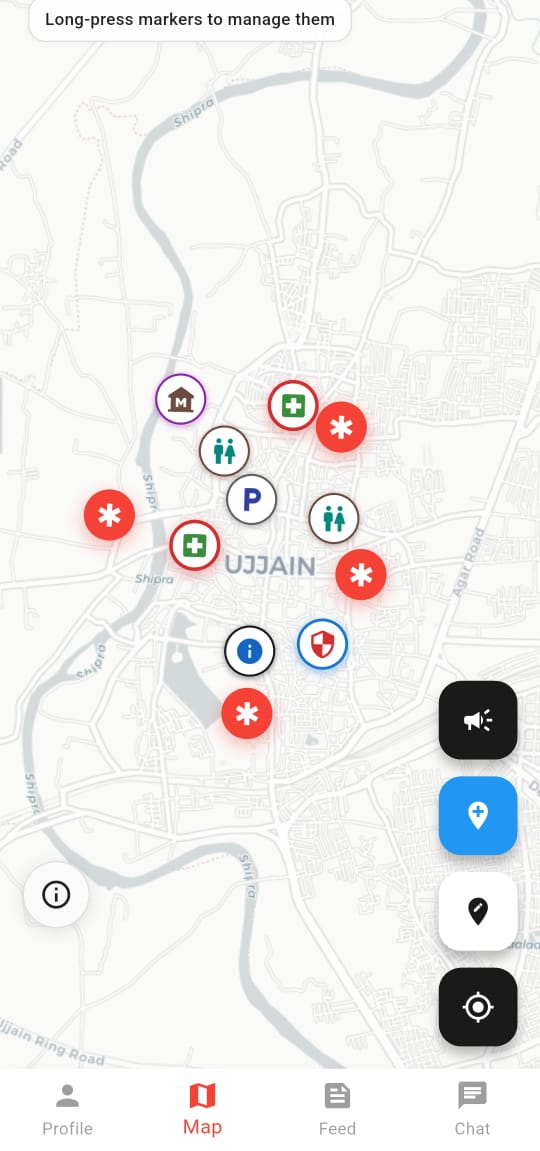 Long-press markers to manage them
Shipra
Road
M
P
Shipr
UJJAIN
Shipra
Agar Road
Shipra
Shipra
Shipra
Ujjain Ring Road
Profile
Map
Feed
Chat